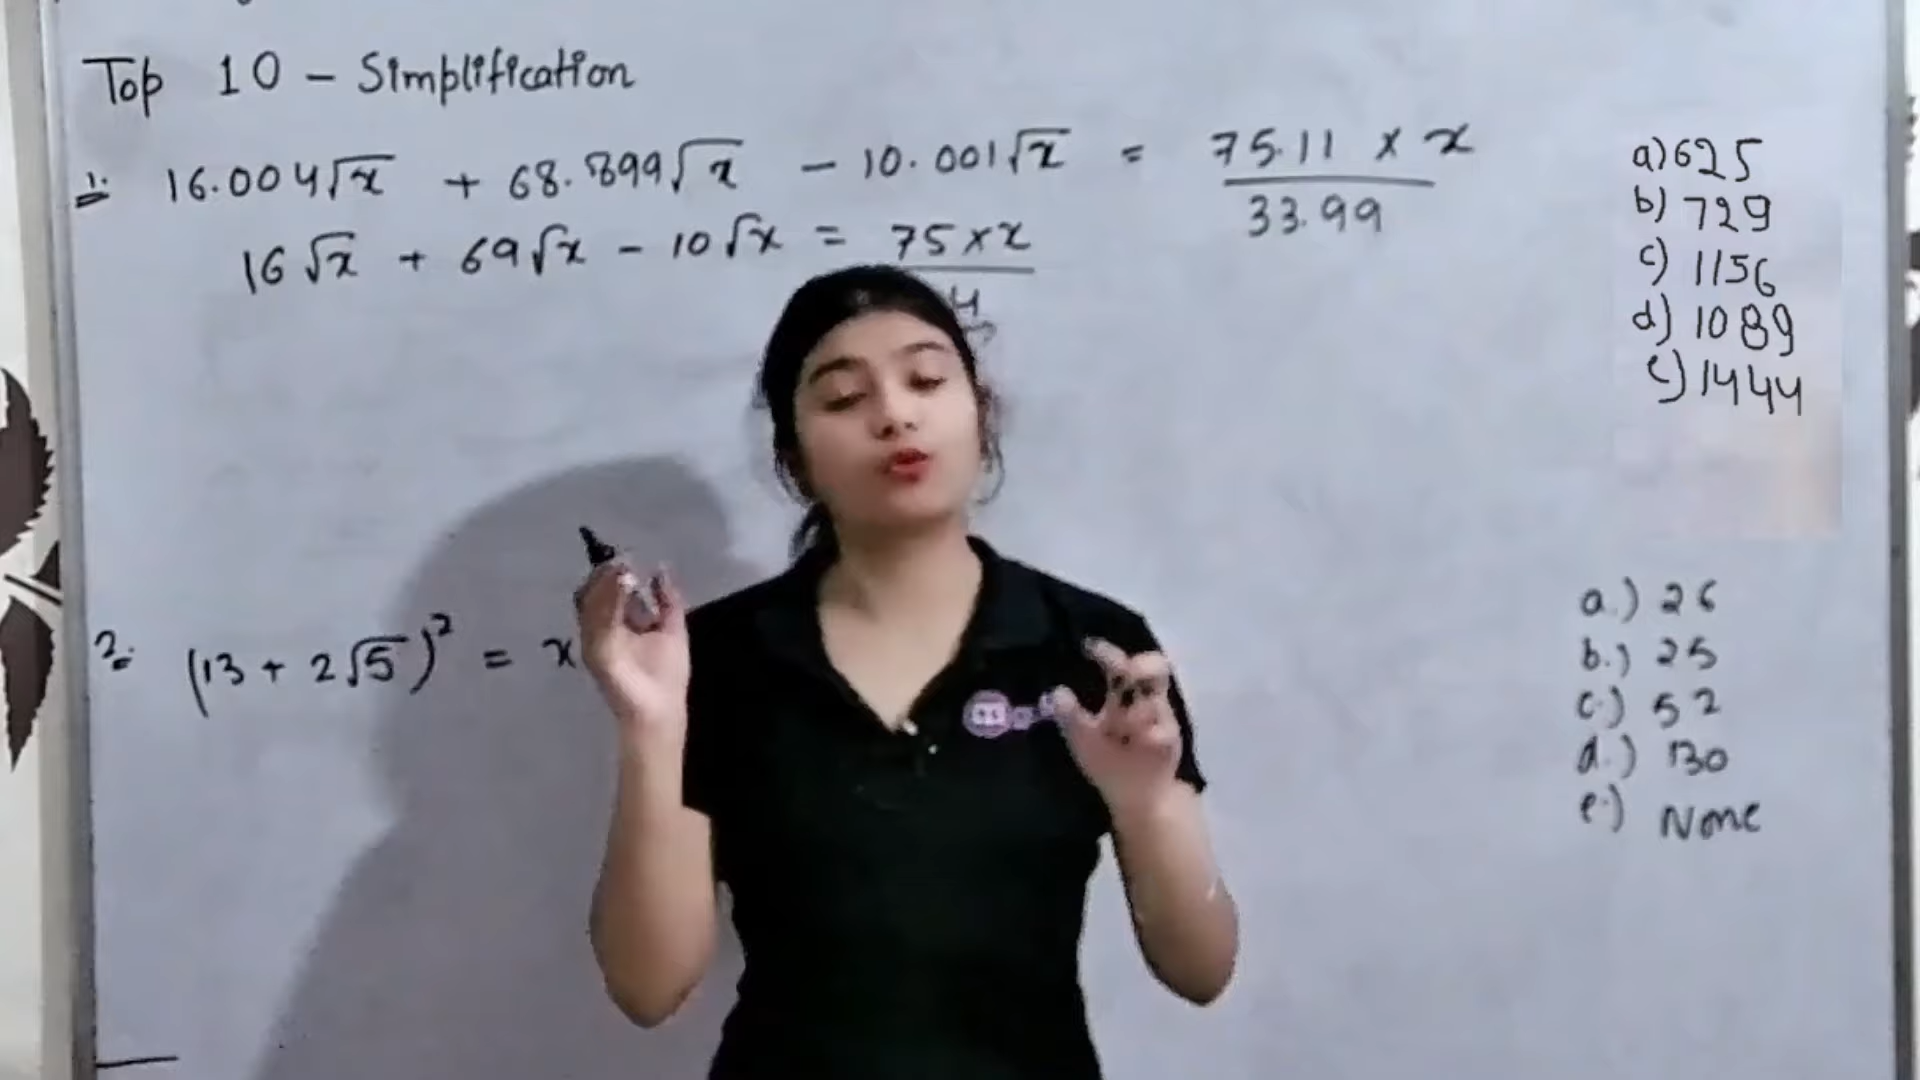 Top 10 - Simplification
1. 16.004√x + 68.899√x - 10.001√x = 75.11 × x / 33.99
16√x + 69√x - 10√x = 75 × x
a) 625
b) 729
c) 1156
d) 1089
e) 1444
2. (13 + 2√5)² = x
a.) 26
b.) 25
c.) 52
d.) 130
e.) None